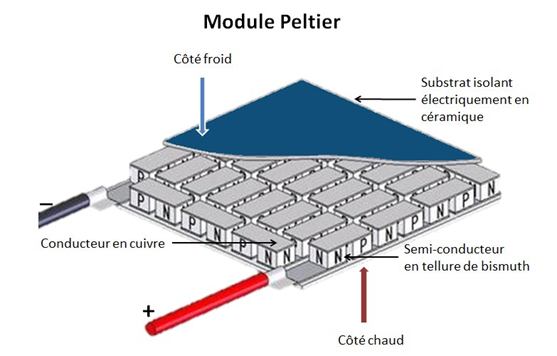 Module Peltier
Côté froid
Substrat isolant
électriquement en
céramique
P
P N P N P N N N N P N P N P N
−
Conducteur en cuivre
Semi-conducteur
en tellure de bismuth
+
Côté chaud